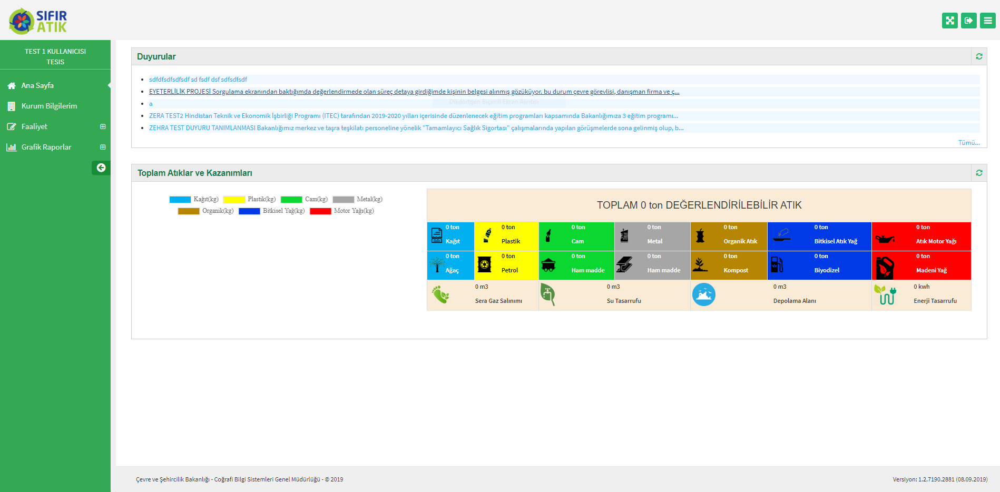 SIFIR
ATIK
TEST 1 KULLANICISI
TESIS
Ana Sayfa
Kurum Bilgilerim
Faaliyet
Grafik Raporlar
Duyurular
sdfdfsdfsdfsdf sd fsdf dsf sdfsdfsdf
EYETERLİLİK PROJESİ Sorgulama ekranından baktığımda değerlendirmede olan süreç detaya girdiğimde kişinin belgesi alınmış gözüküyor. bu durum çevre görevlisi, danışman firma ve ç...
Dikdörtgen Biçimli Ekran Alıntısı
a
ZERA TEST2 Hindistan Teknik ve Ekonomik İşbirliği Programı (ITEC) tarafından 2019-2020 yılları içerisinde düzenlenecek eğitim programları kapsamında Bakanlığımıza 3 eğitim programı...
ZEHRA TEST DUYURU TANIMLANMASI Bakanlığımız merkez ve taşra teşkilatı personeline yönelik "Tamamlayıcı Sağlık Sigortası" çalışmalarında yapılan görüşmelerde sona gelinmiş olup, b...
Tümü...
Toplam Atıklar ve Kazanımları
Kağıt(kg) Plastik(kg) Cam(kg) Metal(kg)
Organik(kg) Bitkisel Yağ(kg) Motor Yağı(kg)
TOPLAM 0 ton DEĞERLENDİRİLEBİLİR ATIK
0 ton 0 ton 0 ton 0 ton 0 ton 0 ton 0 ton
Kağıt Plastik Cam Metal Organik Atık Bitkisel Atık Yağ Atık Motor Yağı
0 ton 0 ton 0 ton 0 ton 0 ton 0 ton 0 ton
Ağaç Petrol Ham madde Ham madde Kompost Biyodizel Madeni Yağ
0 m3 0 m3 0 m3 0 kwh
Sera Gaz Salınımı Su Tasarrufu Depolama Alanı Enerji Tasarrufu
Çevre ve Şehircilik Bakanlığı - Coğrafi Bilgi Sistemleri Genel Müdürlüğü - © 2019
Versiyon: 1.2.7190.2881 (08.09.2019)